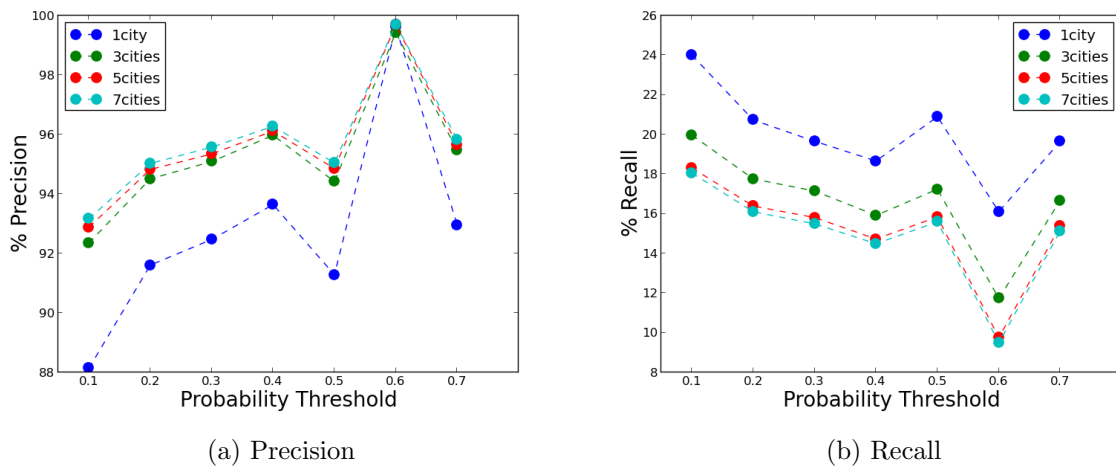 100
98
96
94
92
90
88
% Precision
1city
3cities
5cities
7cities
0.1 0.2 0.3 0.4 0.5 0.6 0.7
Probability Threshold
(a) Precision
26
24
22
20
18
16
14
12
10
8
% Recall
1city
3cities
5cities
7cities
0.1 0.2 0.3 0.4 0.5 0.6 0.7
Probability Threshold
(b) Recall